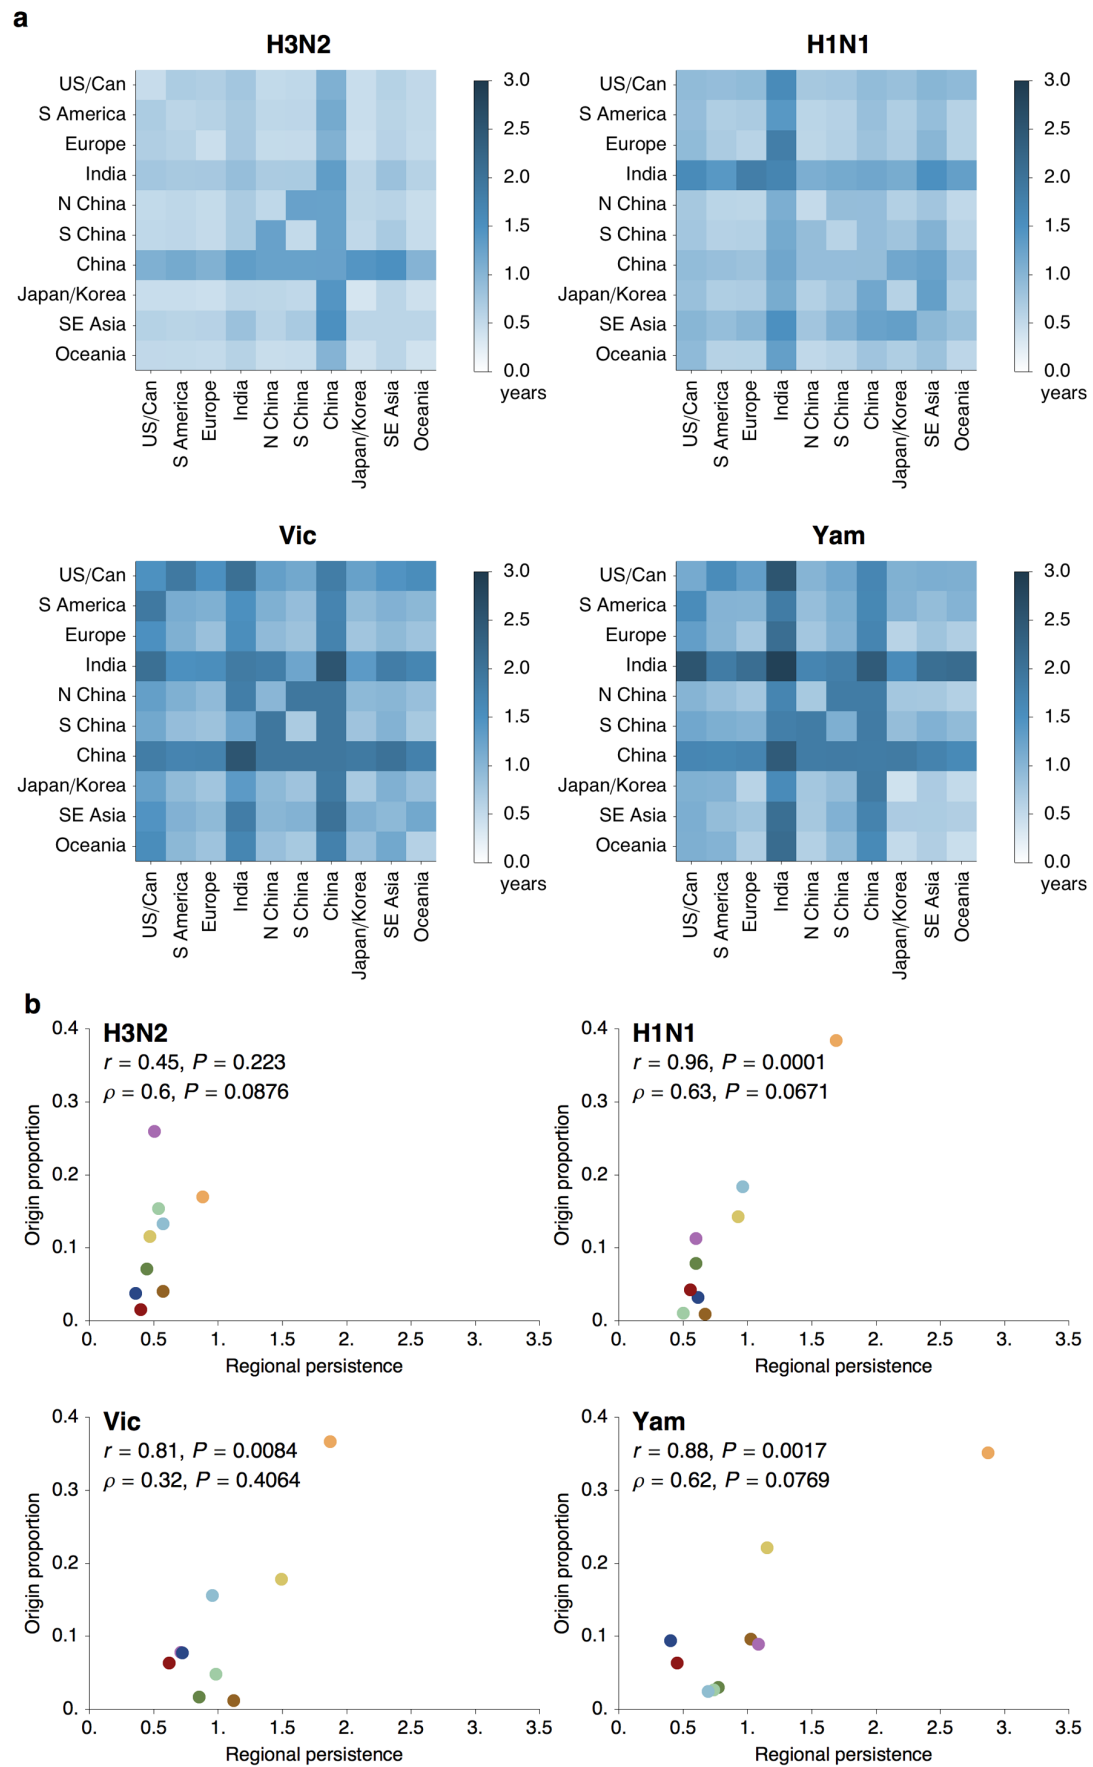 a
H3N2
US/Can
S America
Europe
India
N China
S China
China
Japan/Korea
SE Asia
Oceania
US/Can
S America
Europe
India
N China
S China
China
Japan/Korea
SE Asia
Oceania
3.0
2.5
2.0
1.5
1.0
0.5
0.0
years
H1N1
US/Can
S America
Europe
India
N China
S China
China
Japan/Korea
SE Asia
Oceania
US/Can
S America
Europe
India
N China
S China
China
Japan/Korea
SE Asia
Oceania
3.0
2.5
2.0
1.5
1.0
0.5
0.0
years
Vic
US/Can
S America
Europe
India
N China
S China
China
Japan/Korea
SE Asia
Oceania
US/Can
S America
Europe
India
N China
S China
China
Japan/Korea
SE Asia
Oceania
3.0
2.5
2.0
1.5
1.0
0.5
0.0
years
Yam
US/Can
S America
Europe
India
N China
S China
China
Japan/Korea
SE Asia
Oceania
US/Can
S America
Europe
India
N China
S China
China
Japan/Korea
SE Asia
Oceania
3.0
2.5
2.0
1.5
1.0
0.5
0.0
years
b
H3N2
r = 0.45, P = 0.223
ρ = 0.6, P = 0.0876
Origin proportion
0.4
0.3
0.2
0.1
0.
0. 0.5 1. 1.5 2. 2.5 3. 3.5
Regional persistence
H1N1
r = 0.96, P = 0.0001
ρ = 0.63, P = 0.0671
Origin proportion
0.4
0.3
0.2
0.1
0.
0. 0.5 1. 1.5 2. 2.5 3. 3.5
Regional persistence
Vic
r = 0.81, P = 0.0084
ρ = 0.32, P = 0.4064
Origin proportion
0.4
0.3
0.2
0.1
0.
0. 0.5 1. 1.5 2. 2.5 3. 3.5
Regional persistence
Yam
r = 0.88, P = 0.0017
ρ = 0.62, P = 0.0769
Origin proportion
0.4
0.3
0.2
0.1
0.
0. 0.5 1. 1.5 2. 2.5 3. 3.5
Regional persistence